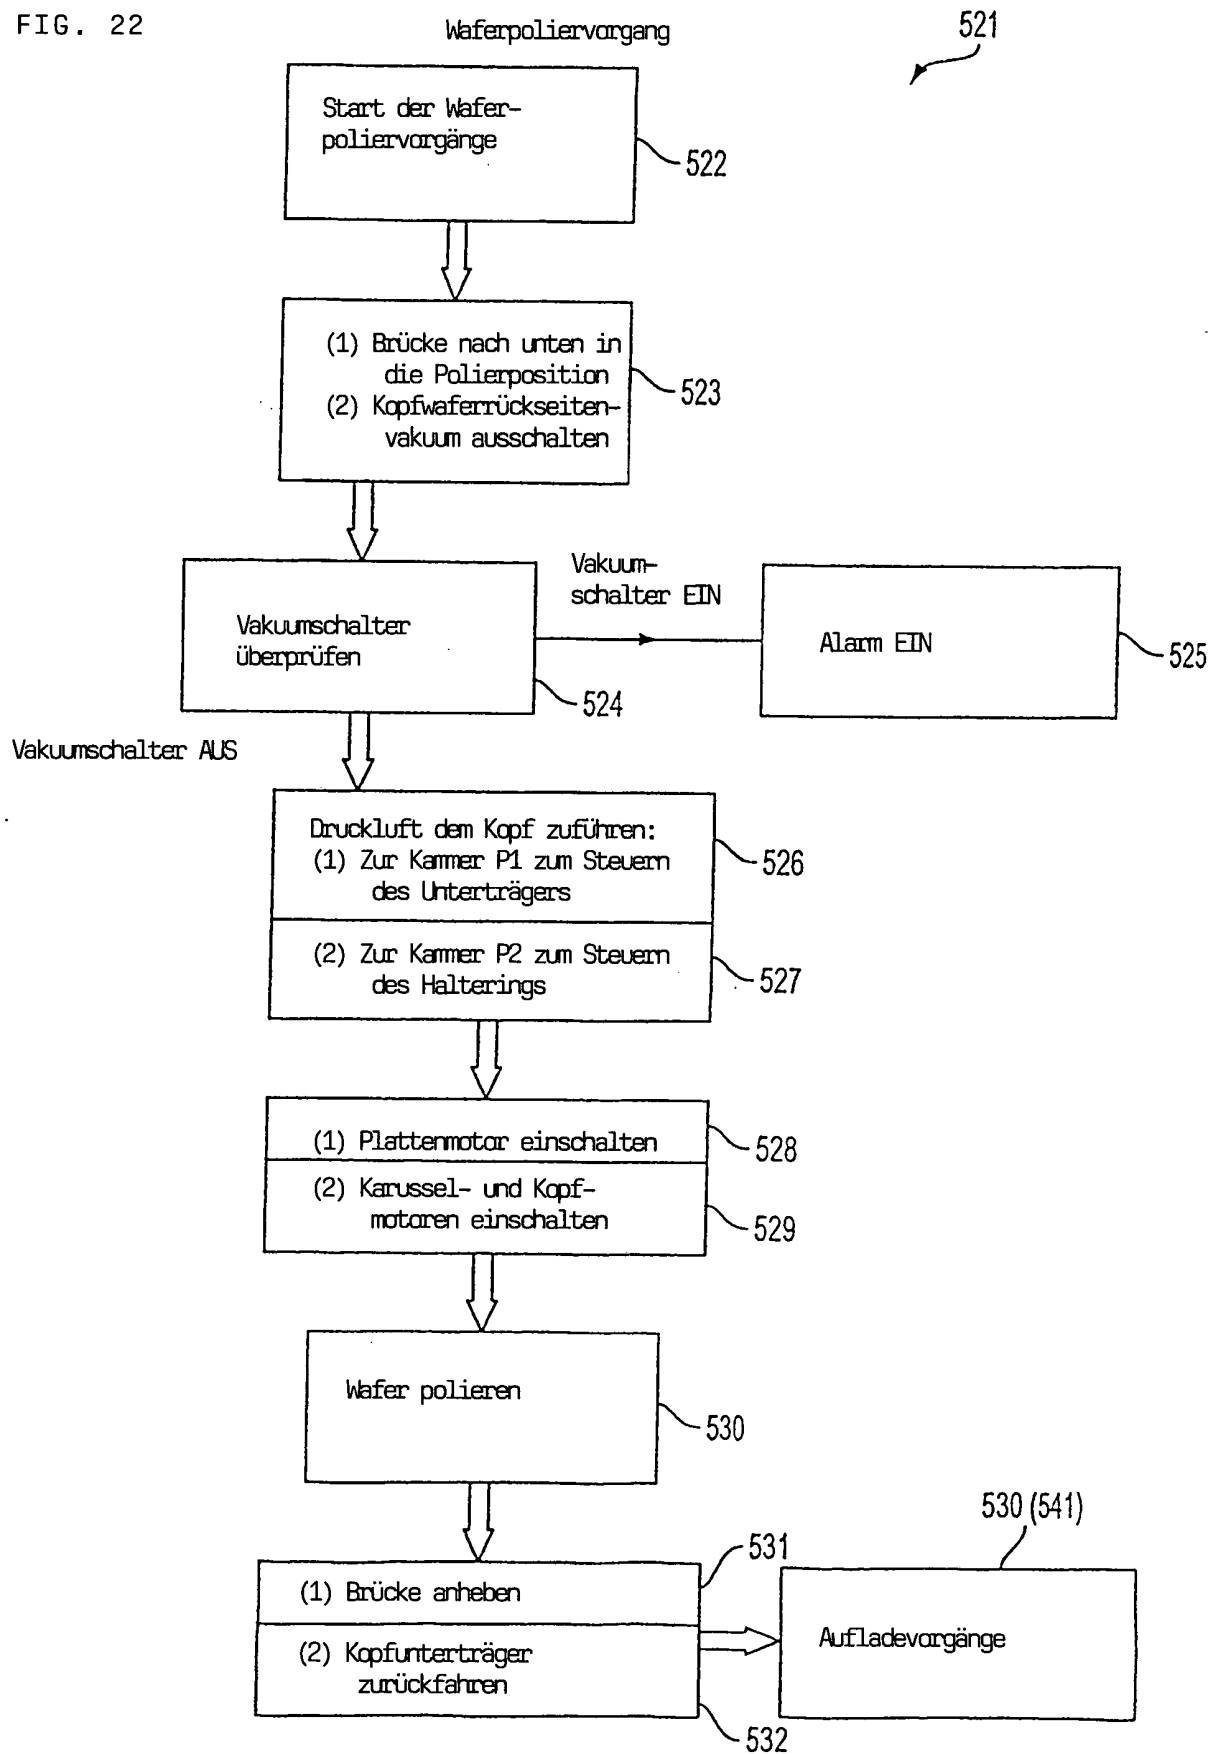 FIG. 22
Waferpoliervorgang
521
Start der Wafer-
poliervorgänge
522
(1) Brücke nach unten in
die Polierposition
(2) Kopfwaferrückseiten-
vakuum ausschalten
523
Vakuumschalter
überprüfen
524
Vakuum-
schalter EIN
Alarm EIN
525
Vakuumschalter AUS
Druckluft dem Kopf zuführen:
(1) Zur Kammer P1 zum Steuern
des Unterträgers
526
(2) Zur Kammer P2 zum Steuern
des Halterings
527
(1) Plattenmotor einschalten
528
(2) Karussel- und Kopf-
motoren einschalten
529
Wafer polieren
530
(1) Brücke anheben
531
(2) Kopfunterträger
zurückfahren
532
530 (541)
Aufladevorgänge